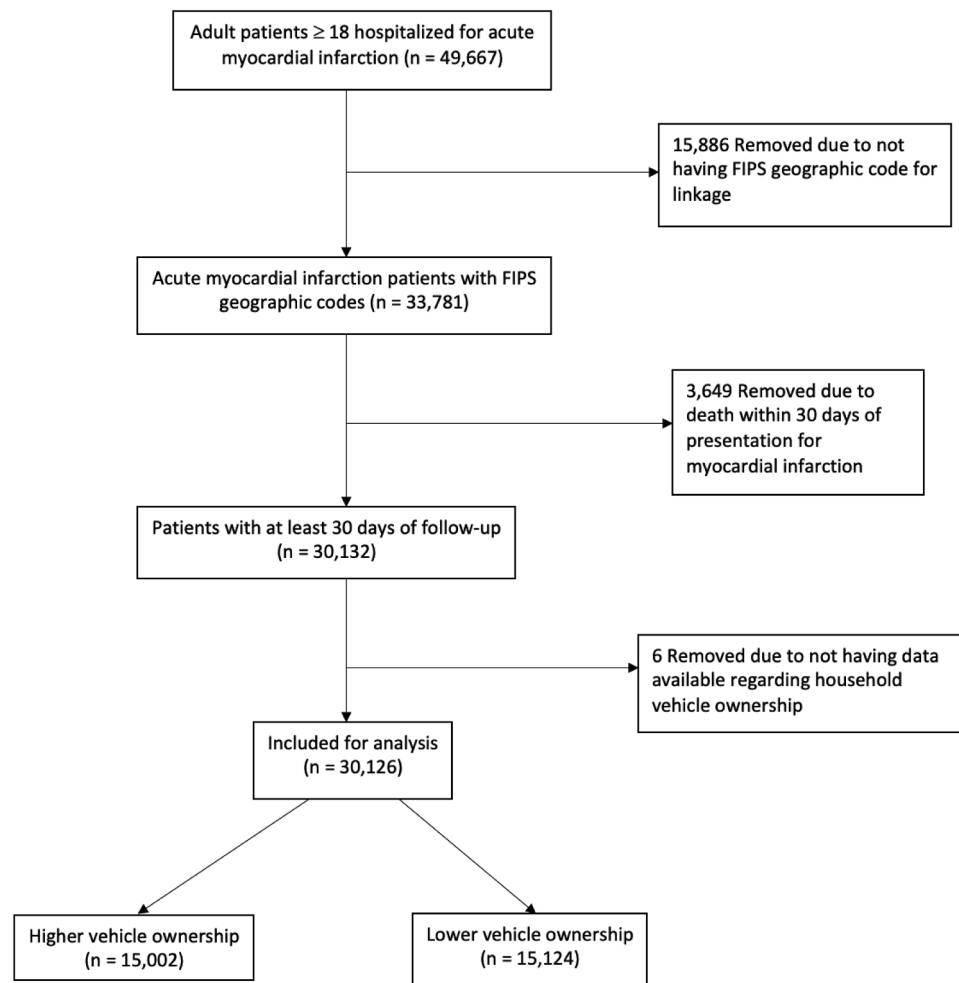 Adult patients ≥ 18 hospitalized for acute
myocardial infarction (n = 49,667)
15,886 Removed due to not
having FIPS geographic code for
linkage
Acute myocardial infarction patients with FIPS
geographic codes (n = 33,781)
3,649 Removed due to
death within 30 days of
presentation for
myocardial infarction
Patients with at least 30 days of follow-up
(n = 30,132)
6 Removed due to not having data
available regarding household
vehicle ownership
Included for analysis
(n = 30,126)
Higher vehicle ownership
(n = 15,002)
Lower vehicle ownership
(n = 15,124)